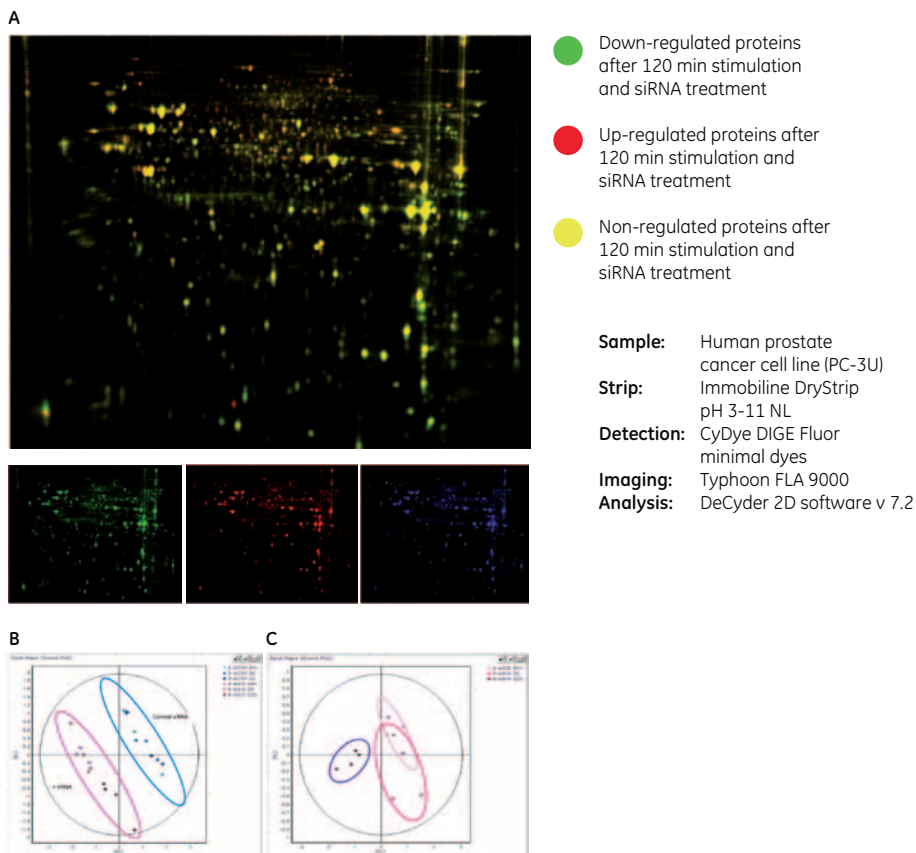 A
Down-regulated proteins
after 120 min stimulation
and siRNA treatment
Up-regulated proteins after
120 min stimulation and
siRNA treatment
Non-regulated proteins after
120 min stimulation and
siRNA treatment
Sample: Human prostate
cancer cell line (PC-3U)
Strip: Immobiline DryStrip
pH 3-11 NL
Detection: CyDye DIGE Fluor
minimal dyes
Imaging: Typhoon FLA 9000
Analysis: DeCyder 2D software v 7.2
B
C
Control siRNA